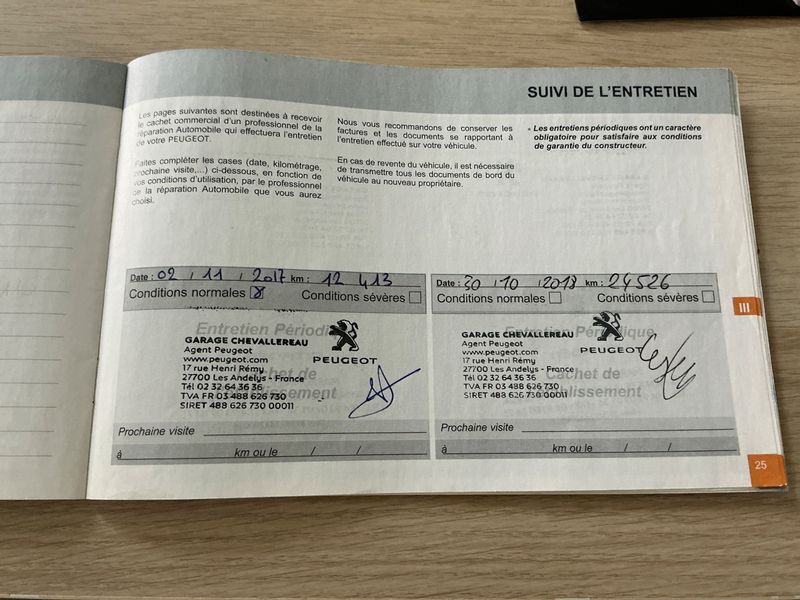 SUIVI DE L'ENTRETIEN
Les pages suivantes sont destinées à recevoir
le cachet commercial d'un professionnel de la
réparation Automobile qui effectuera l'entretien
de votre PEUGEOT.
Faites compléter les cases (date, kilométrage,
prochaine visite,...) ci-dessous, en fonction de
vos conditions d'utilisation, par le professionnel
de la réparation Automobile que vous aurez
choisi.
Nous vous recommandons de conserver les
factures et les documents se rapportant à
l'entretien effectué sur votre véhicule.
En cas de revente du véhicule, il est nécessaire
de transmettre tous les documents de bord du
véhicule au nouveau propriétaire.
Les entretiens périodiques ont un caractère
obligatoire pour satisfaire aux conditions
de garantie du constructeur.
Date : 02 / 11 / 2017 km : 12 413
Conditions normales Conditions sévères
Entretien Périodique
GARAGE CHEVALLEREAU
Agent Peugeot
www.peugeot.com
PEUGEOT
17 rue Henri Rémy
27700 Les Andelys - France
Tél 02 32 64 36 36
TVA FR 03 488 626 730
SIRET 488 626 730 00011
Cachet de
l'établissement
Prochaine visite
à km ou le / /
Date : 30 / 10 / 2018 km : 24526
Conditions normales Conditions sévères
Entretien Périodique
GARAGE CHEVALLEREAU
Agent Peugeot
www.peugeot.com
PEUGEOT
17 rue Henri Rémy
27700 Les Andelys - France
Tél 02 32 64 36 36
TVA FR 03 488 626 730
SIRET 488 626 730 00011
Cachet de
l'établissement
Prochaine visite
à km ou le / /
III
25